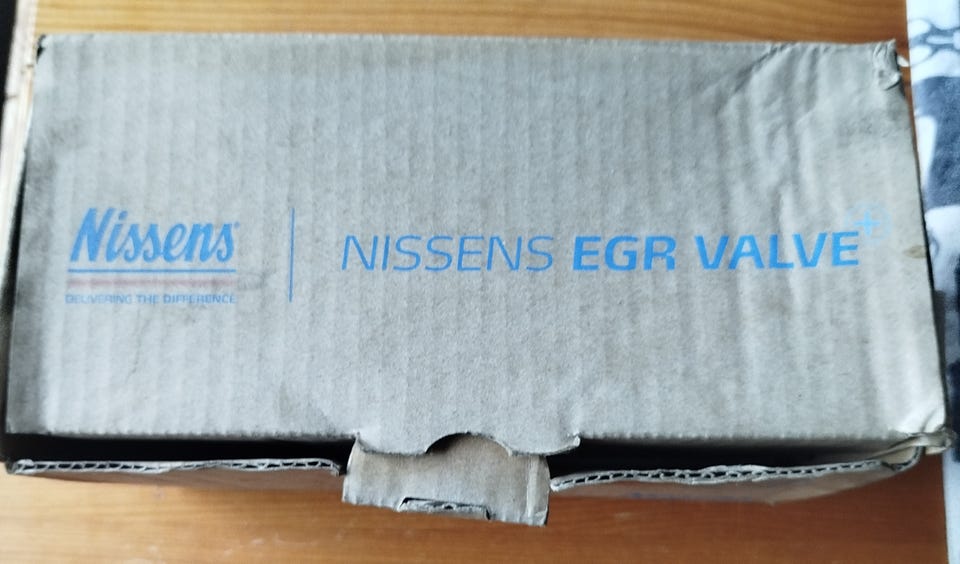 Nissens
DELIVERING THE DIFFERENCE
NISSENS EGR VALVE